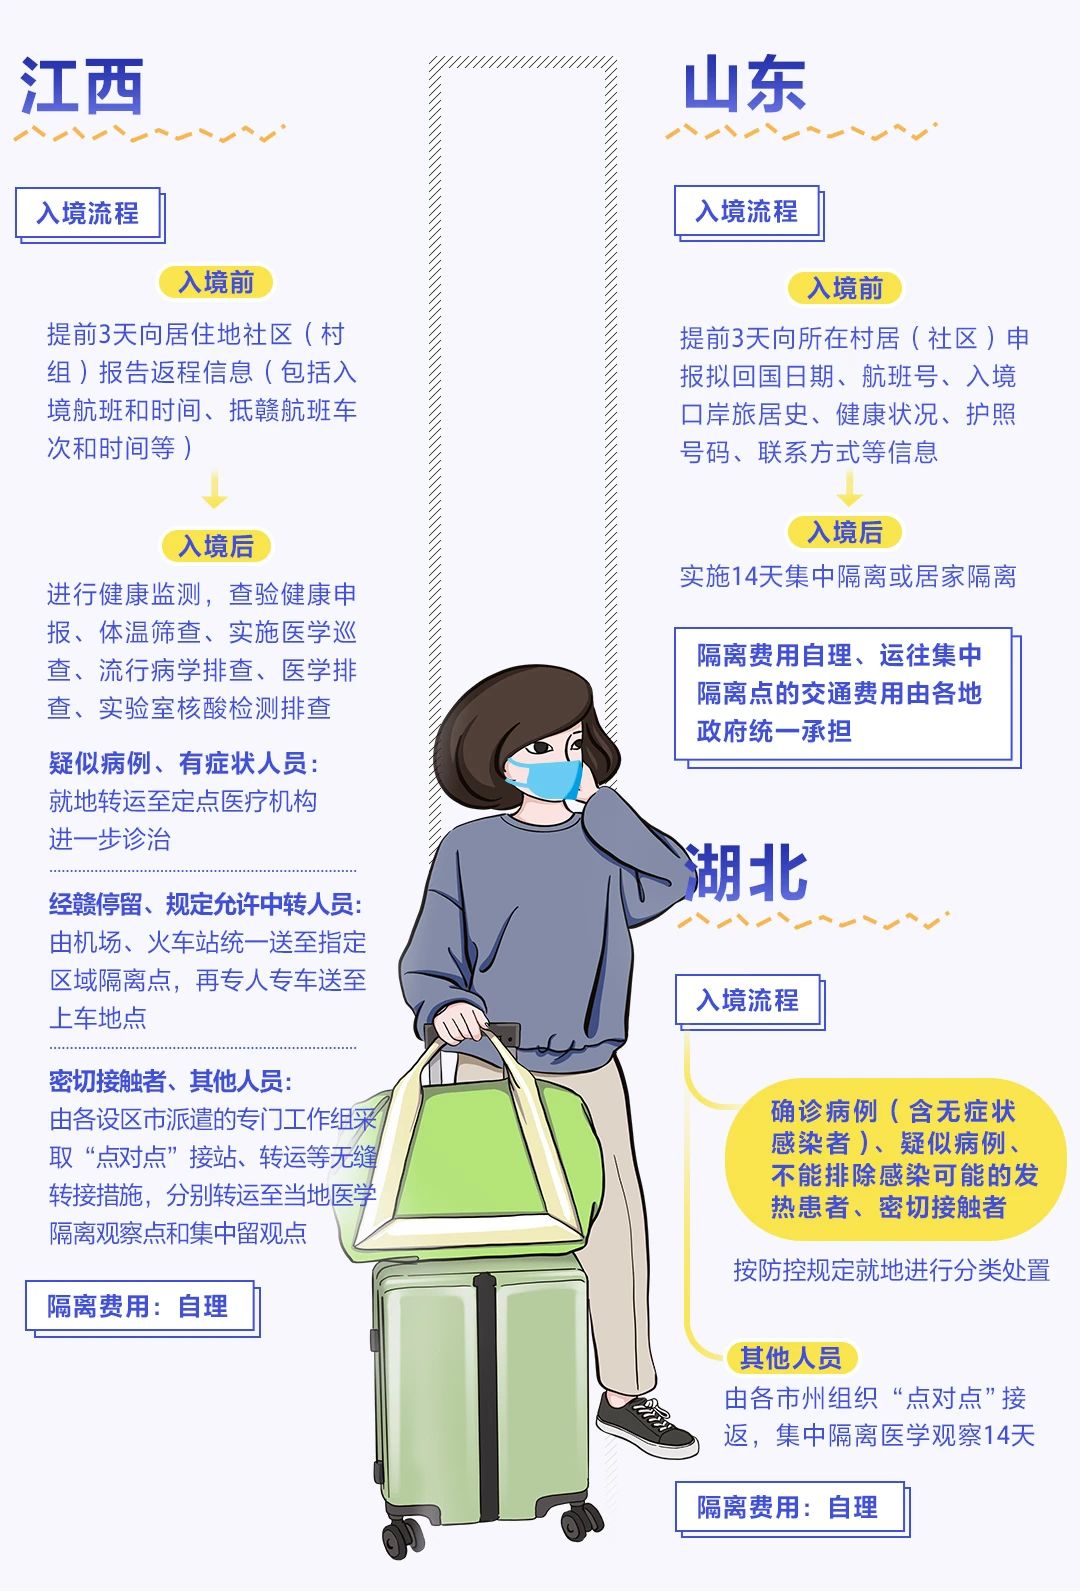 江西
入境流程
入境前
提前3天向居住地社区（村
组）报告返程信息（包括入
境航班和时间、抵赣航班车
次和时间等）
入境后
进行健康监测，查验健康申
报、体温筛查、实施医学巡
查、流行病学排查、医学排
查、实验室核酸检测排查
疑似病例、有症状人员：
就地转运至定点医疗机构
进一步诊治
经赣停留、规定允许中转人员：
由机场、火车站统一送至指定
区域隔离点，再专人专车送至
上车地点
密切接触者、其他人员：
由各设区市派遣的专门工作组采
取“点对点”接站、转运等无缝
转接措施，分别转运至当地医学
隔离观察点和集中留观点
隔离费用：自理
山东
入境流程
入境前
提前3天向所在村居（社区）申
报拟回国日期、航班号、入境
口岸旅居史、健康状况、护照
号码、联系方式等信息
入境后
实施14天集中隔离或居家隔离
隔离费用自理、运往集中
隔离点的交通费用由各地
政府统一承担
湖北
入境流程
确诊病例（含无症状
感染者）、疑似病例、
不能排除感染可能的发
热患者、密切接触者
按防控规定就地进行分类处置
其他人员
由各市州组织“点对点”接
返，集中隔离医学观察14天
隔离费用：自理